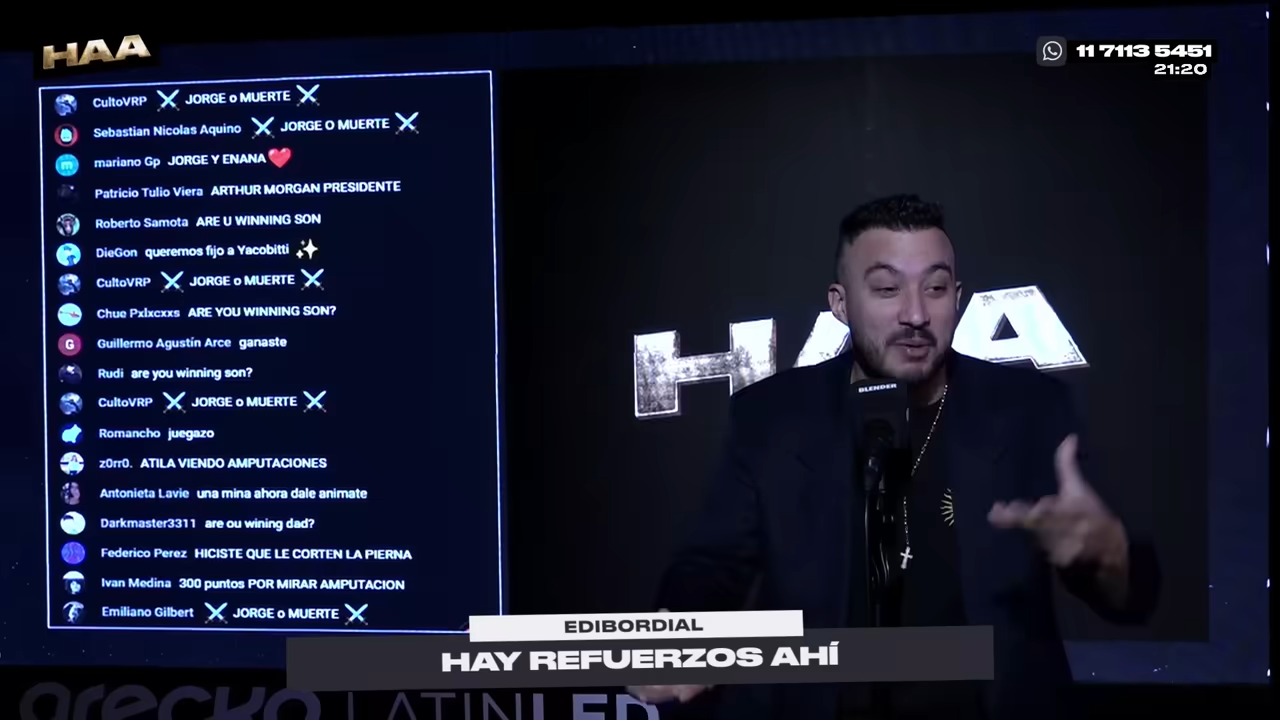 HAA
11 7113 5451
21:20
CultoVRP ⚔ JORGE o MUERTE ⚔
Sebastian Nicolas Aquino ⚔ JORGE O MUERTE ⚔
m mariano Gp JORGE Y ENANA ❤️
Patricio Tulio Viera ARTHUR MORGAN PRESIDENTE
Roberto Samota ARE U WINNING SON
DieGon queremos fijo a Yacobitti ✨
CultoVRP ⚔ JORGE o MUERTE ⚔
Chue Pxlxcxxs ARE YOU WINNING SON?
G Guillermo Agustín Arce ganaste
Rudi are you winning son?
CultoVRP ⚔ JORGE o MUERTE ⚔
Romancho juegazo
z0rr0. ATILA VIENDO AMPUTACIONES
Antonieta Lavie una mina ahora dale animate
Darkmaster3311 are ou wining dad?
Federico Perez HICISTE QUE LE CORTEN LA PIERNA
Ivan Medina 300 puntos POR MIRAR AMPUTACION
Emiliano Gilbert ⚔ JORGE o MUERTE ⚔
HAA
BLENDER
EDIBORDIAL
HAY REFUERZOS AHÍ
grecko | LATINLED